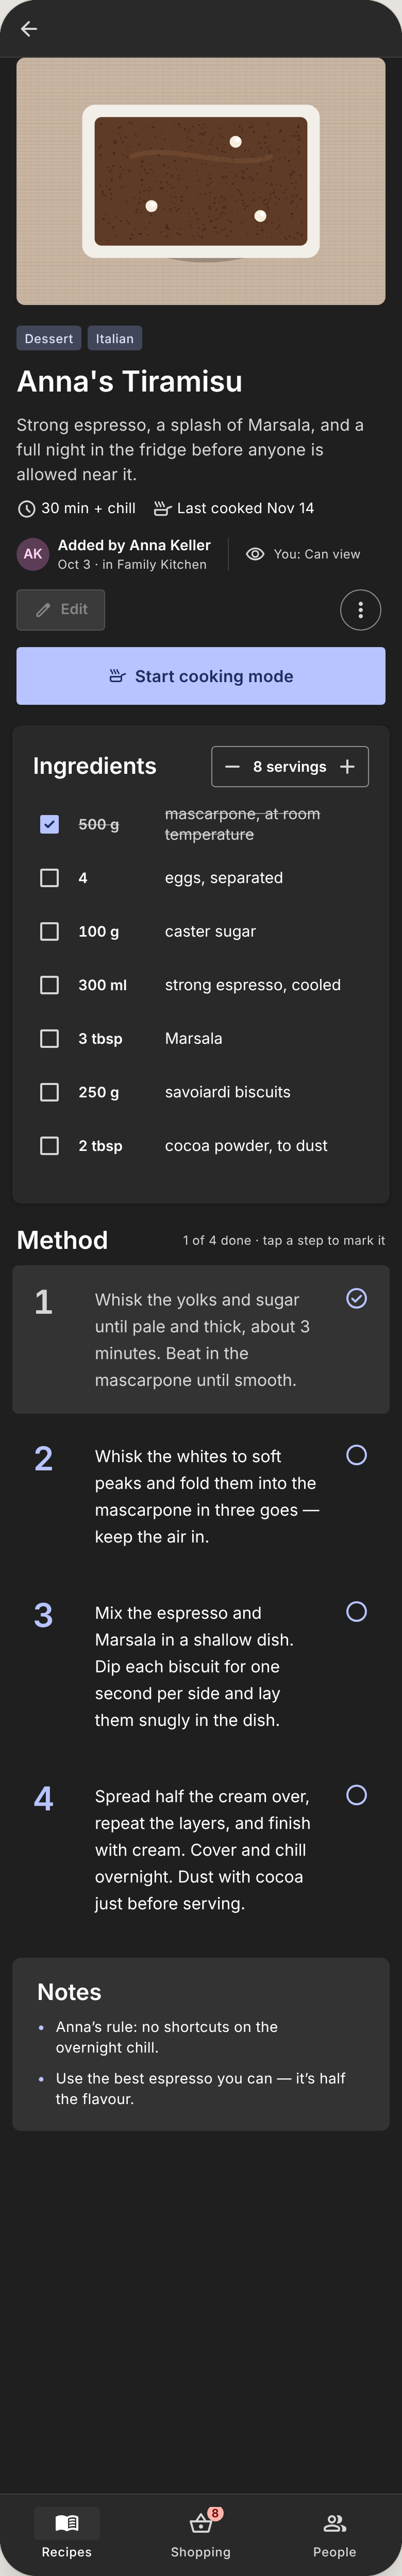 Dessert Italian
Anna's Tiramisu
Strong espresso, a splash of Marsala, and a
full night in the fridge before anyone is
allowed near it.
30 min + chill Last cooked Nov 14
AK
Added by Anna Keller
Oct 3 · in Family Kitchen
You: Can view
Edit
Start cooking mode
Ingredients
8 servings
500 g
mascarpone, at room
temperature
4 eggs, separated
100 g caster sugar
300 ml strong espresso, cooled
3 tbsp Marsala
250 g savoiardi biscuits
2 tbsp cocoa powder, to dust
Method
1 of 4 done · tap a step to mark it
1
Whisk the yolks and sugar
until pale and thick, about 3
minutes. Beat in the
mascarpone until smooth.
2
Whisk the whites to soft
peaks and fold them into the
mascarpone in three goes —
keep the air in.
3
Mix the espresso and
Marsala in a shallow dish.
Dip each biscuit for one
second per side and lay
them snugly in the dish.
4
Spread half the cream over,
repeat the layers, and finish
with cream. Cover and chill
overnight. Dust with cocoa
just before serving.
Notes
• Anna’s rule: no shortcuts on the
overnight chill.
• Use the best espresso you can — it’s half
the flavour.
8
Recipes Shopping People